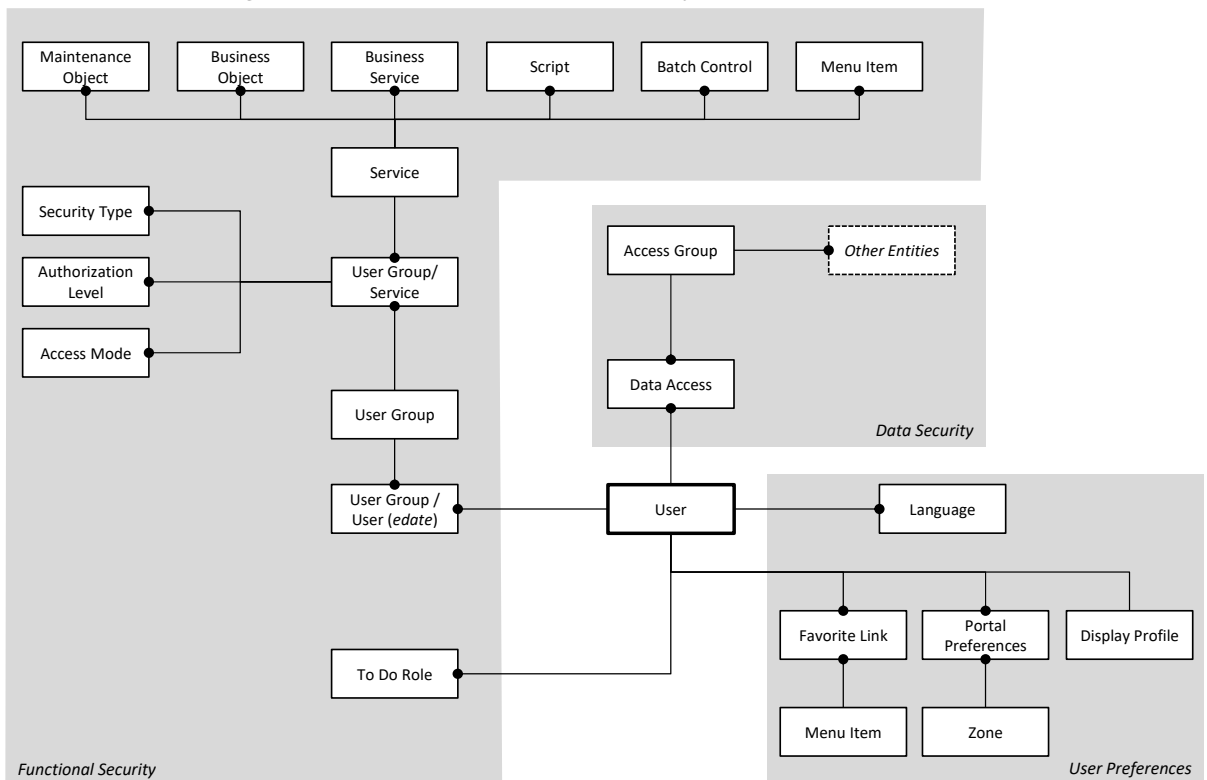 Maintenance
Object
Business
Object
Business
Service
Script
Batch Control
Menu Item
Service
Security Type
Authorization
Level
Access Mode
User Group/
Service
User Group
User Group /
User (edate)
To Do Role
Functional Security
Access Group
Other Entities
Data Access
Data Security
User
Language
Favorite Link
Portal
Preferences
Display Profile
Menu Item
Zone
User Preferences